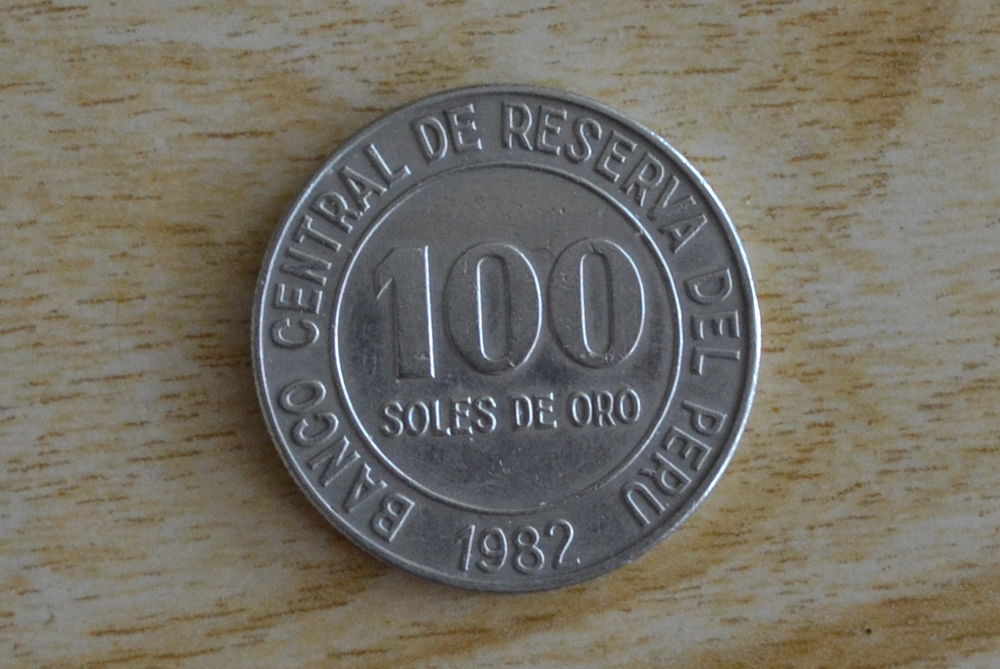 BANCO CENTRAL DE RESERVA DEL PERU
100
SOLES DE ORO
1982